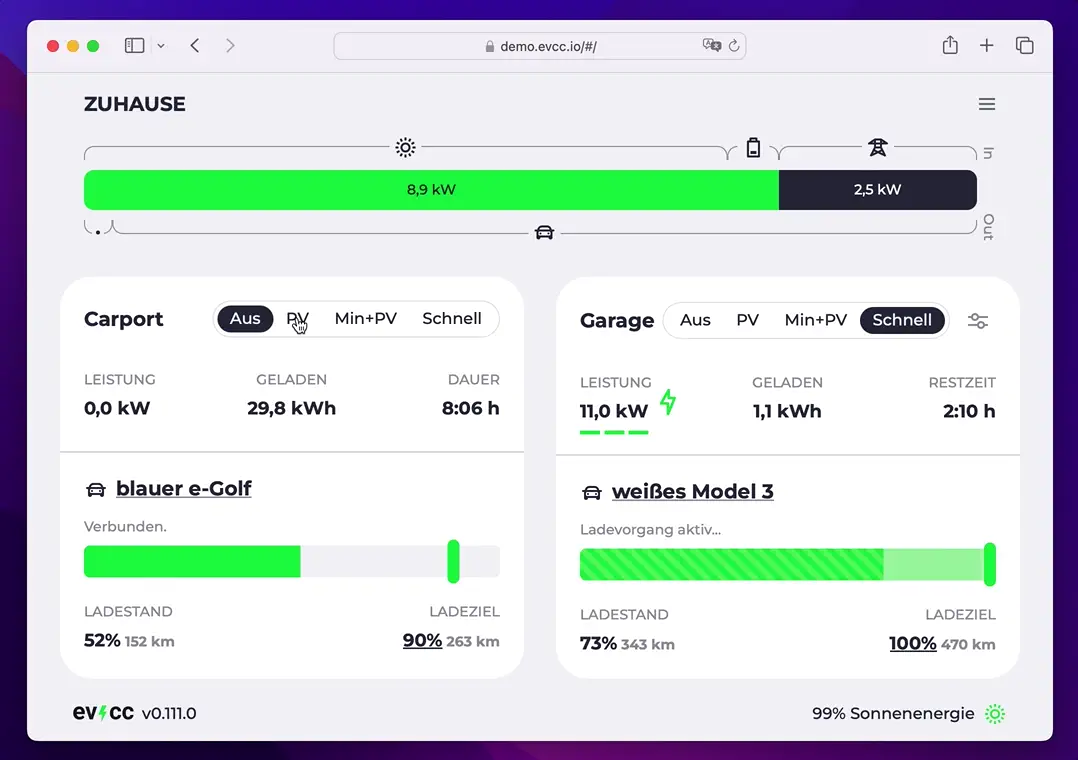 demo.evcc.io/#/
ZUHAUSE
In
8,9 kW 2,5 kW
Out
Carport Aus PV Min+PV Schnell
LEISTUNG GELADEN DAUER
0,0 kW 29,8 kWh 8:06 h
blauer e-Golf
Verbunden.
LADESTAND LADEZIEL
52% 152 km 90% 263 km
Garage Aus PV Min+PV Schnell
LEISTUNG GELADEN RESTZEIT
11,0 kW 1,1 kWh 2:10 h
weißes Model 3
Ladevorgang aktiv...
LADESTAND LADEZIEL
73% 343 km 100% 470 km
evcc v0.111.0 99% Sonnenenergie